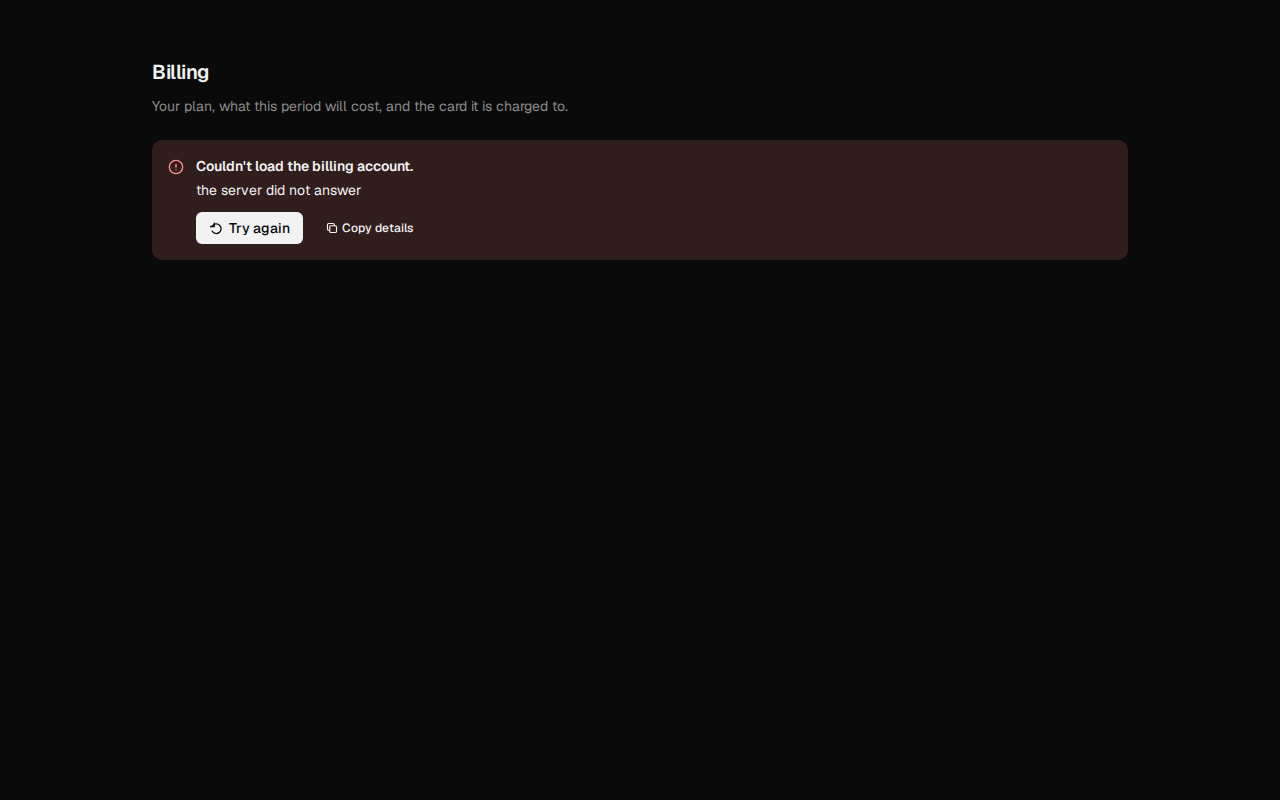 Billing
Your plan, what this period will cost, and the card it is charged to.
Couldn't load the billing account.
the server did not answer
Try again
Copy details